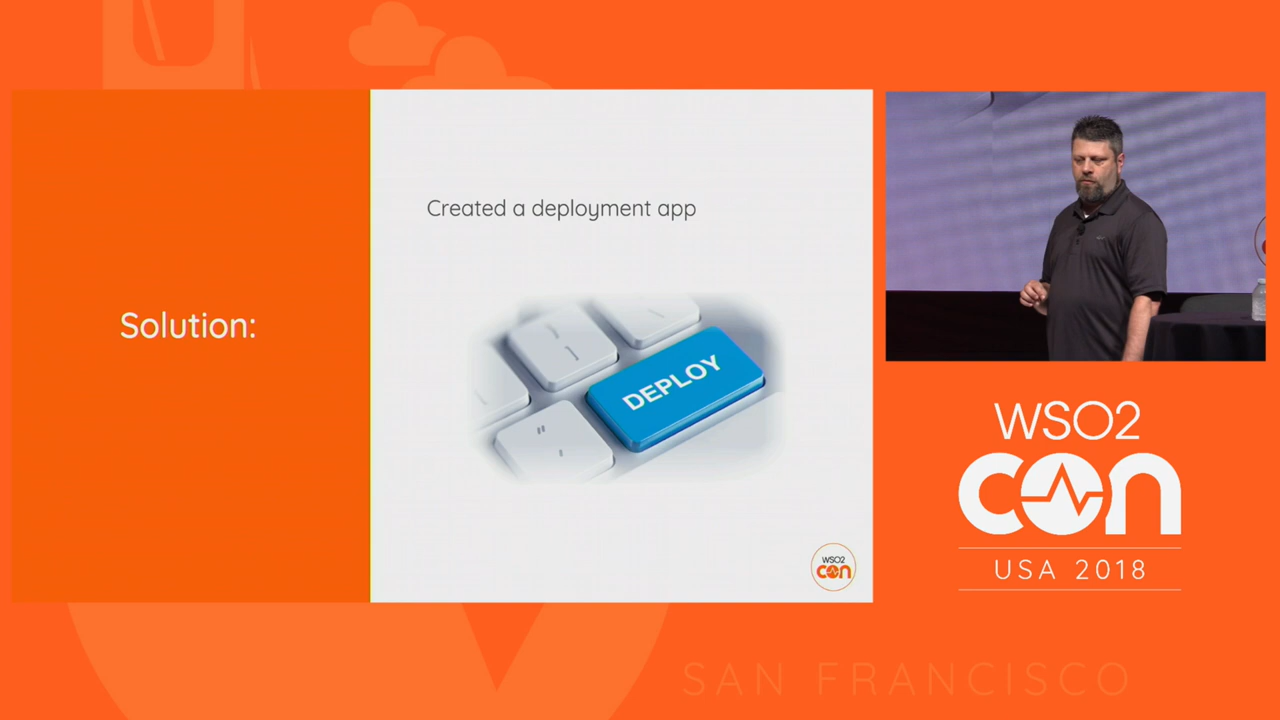 Solution:
Created a deployment app
DEPLOY
WSO2
con
WSO2
con
USA 2018
SAN FRANCISCO